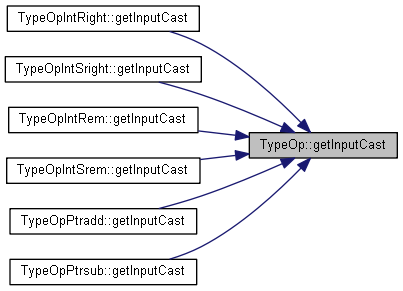 TypeOpIntRight::getInputCast
TypeOpIntSright::getInputCast
TypeOpIntRem::getInputCast
TypeOp::getInputCast
TypeOpIntSrem::getInputCast
TypeOpPtradd::getInputCast
TypeOpPtrsub::getInputCast